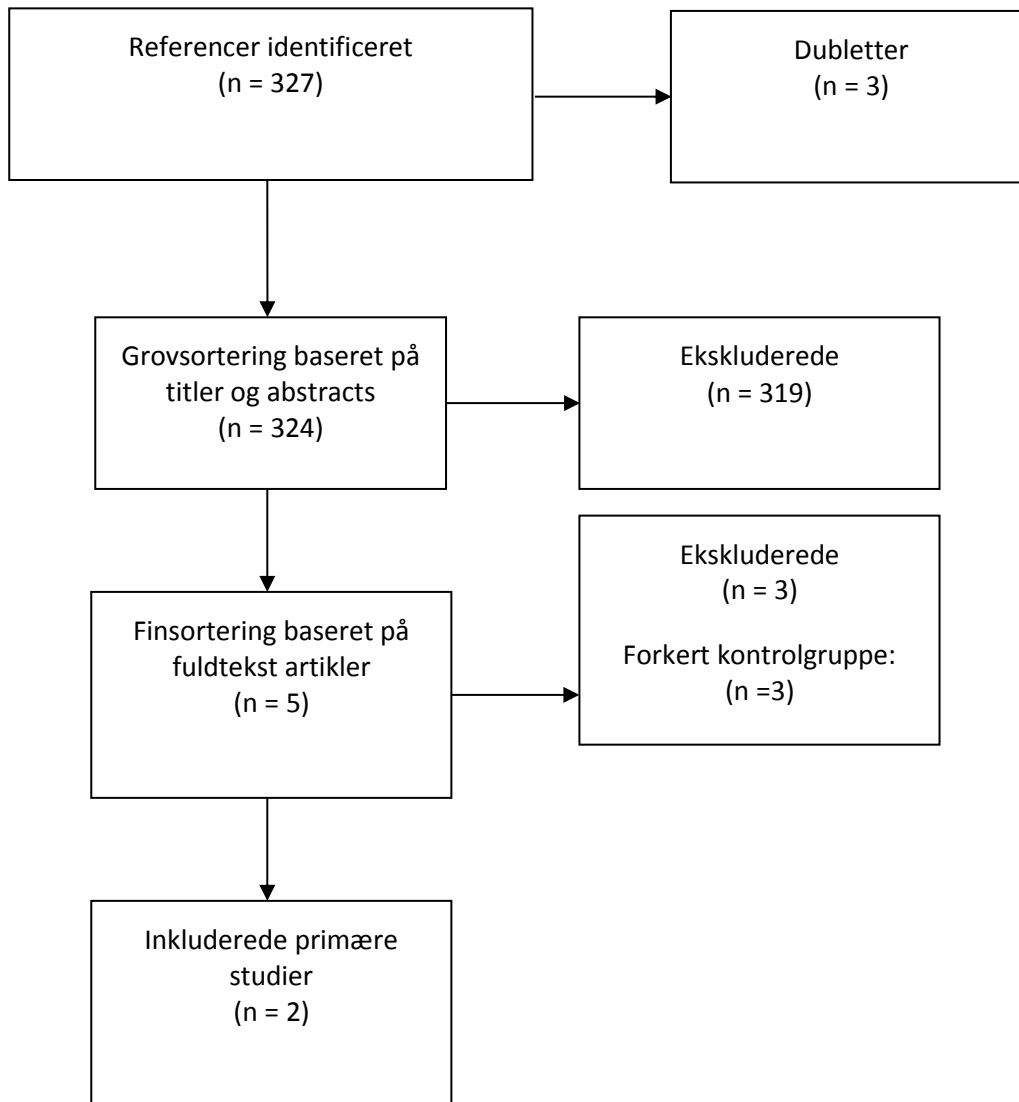 Referencer identificeret
(n = 327)
Dubletter
(n = 3)
Grovsortering baseret på
titler og abstracts
(n = 324)
Ekskluderede
(n = 319)
Finsortering baseret på
fuldtekst artikler
(n = 5)
Ekskluderede
(n = 3)
Forkert kontrolgruppe:
(n =3)
Inkluderede primære
studier
(n = 2)